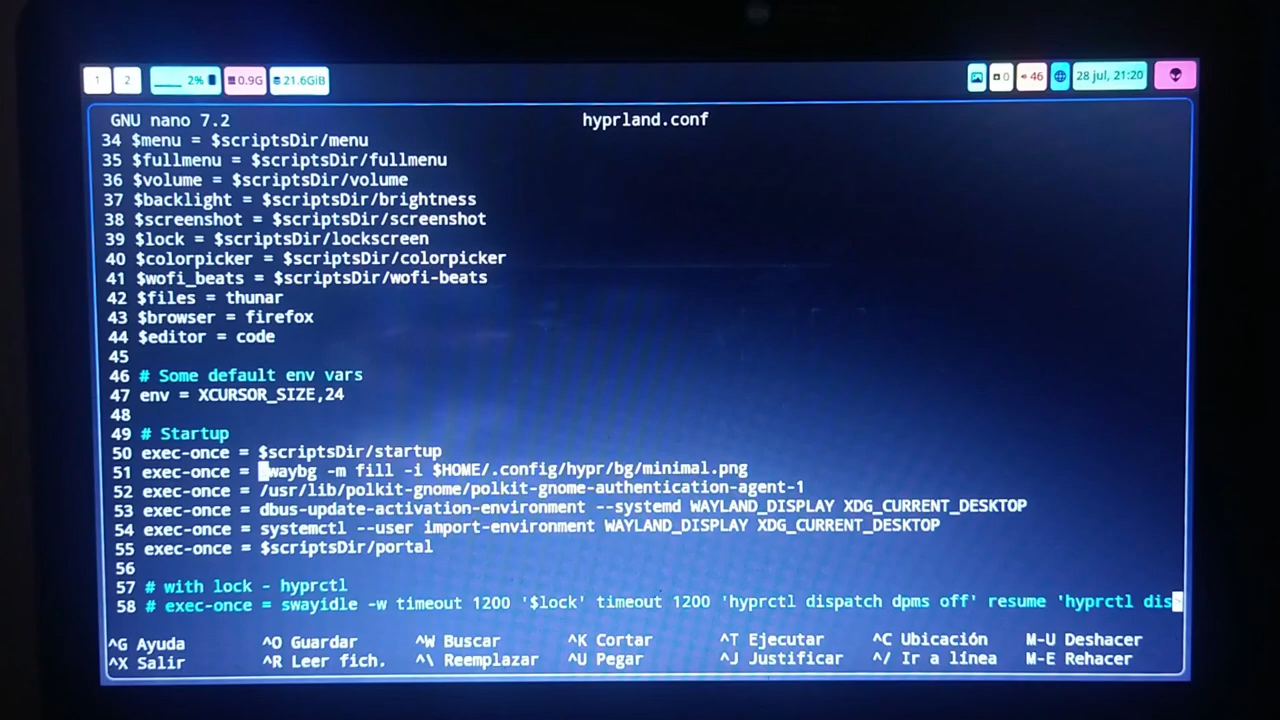 1 2 2% 0.9G 21.6GiB 0 46 28 jul, 21:20
GNU nano 7.2 hyprland.conf
34 $menu = $scriptsDir/menu
35 $fullmenu = $scriptsDir/fullmenu
36 $volume = $scriptsDir/volume
37 $backlight = $scriptsDir/brightness
38 $screenshot = $scriptsDir/screenshot
39 $lock = $scriptsDir/lockscreen
40 $colorpicker = $scriptsDir/colorpicker
41 $wofi_beats = $scriptsDir/wofi-beats
42 $files = thunar
43 $browser = firefox
44 $editor = code
45
46 # Some default env vars
47 env = XCURSOR_SIZE,24
48
49 # Startup
50 exec-once = $scriptsDir/startup
51 exec-once = swaybg -m fill -i $HOME/.config/hypr/bg/minimal.png
52 exec-once = /usr/lib/polkit-gnome/polkit-gnome-authentication-agent-1
53 exec-once = dbus-update-activation-environment --systemd WAYLAND_DISPLAY XDG_CURRENT_DESKTOP
54 exec-once = systemctl --user import-environment WAYLAND_DISPLAY XDG_CURRENT_DESKTOP
55 exec-once = $scriptsDir/portal
56
57 # with lock - hyprctl
58 # exec-once = swayidle -w timeout 1200 '$lock' timeout 1200 'hyprctl dispatch dpms off' resume 'hyprctl dis>
^G Ayuda ^O Guardar ^W Buscar ^K Cortar ^T Ejecutar ^C Ubicación M-U Deshacer
^X Salir ^R Leer fich. ^\ Reemplazar ^U Pegar ^J Justificar ^/ Ir a línea M-E Rehacer